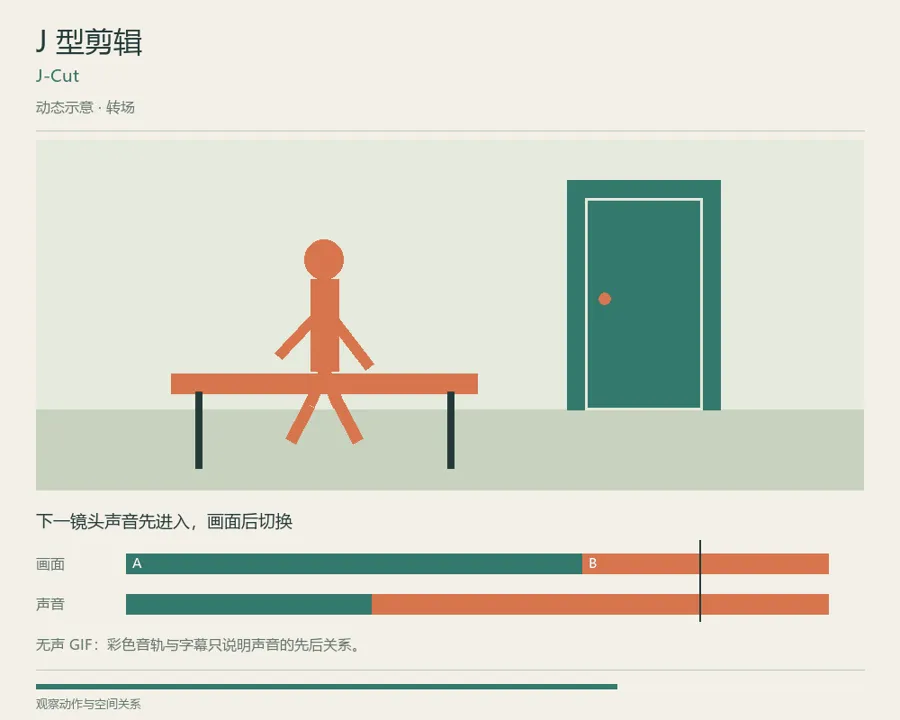 J 型剪辑
J-Cut
动态示意 · 转场
下一镜头声音先进入，画面后切换
画面 A B
声音
无声 GIF：彩色音轨与字幕只说明声音的先后关系。
观察动作与空间关系